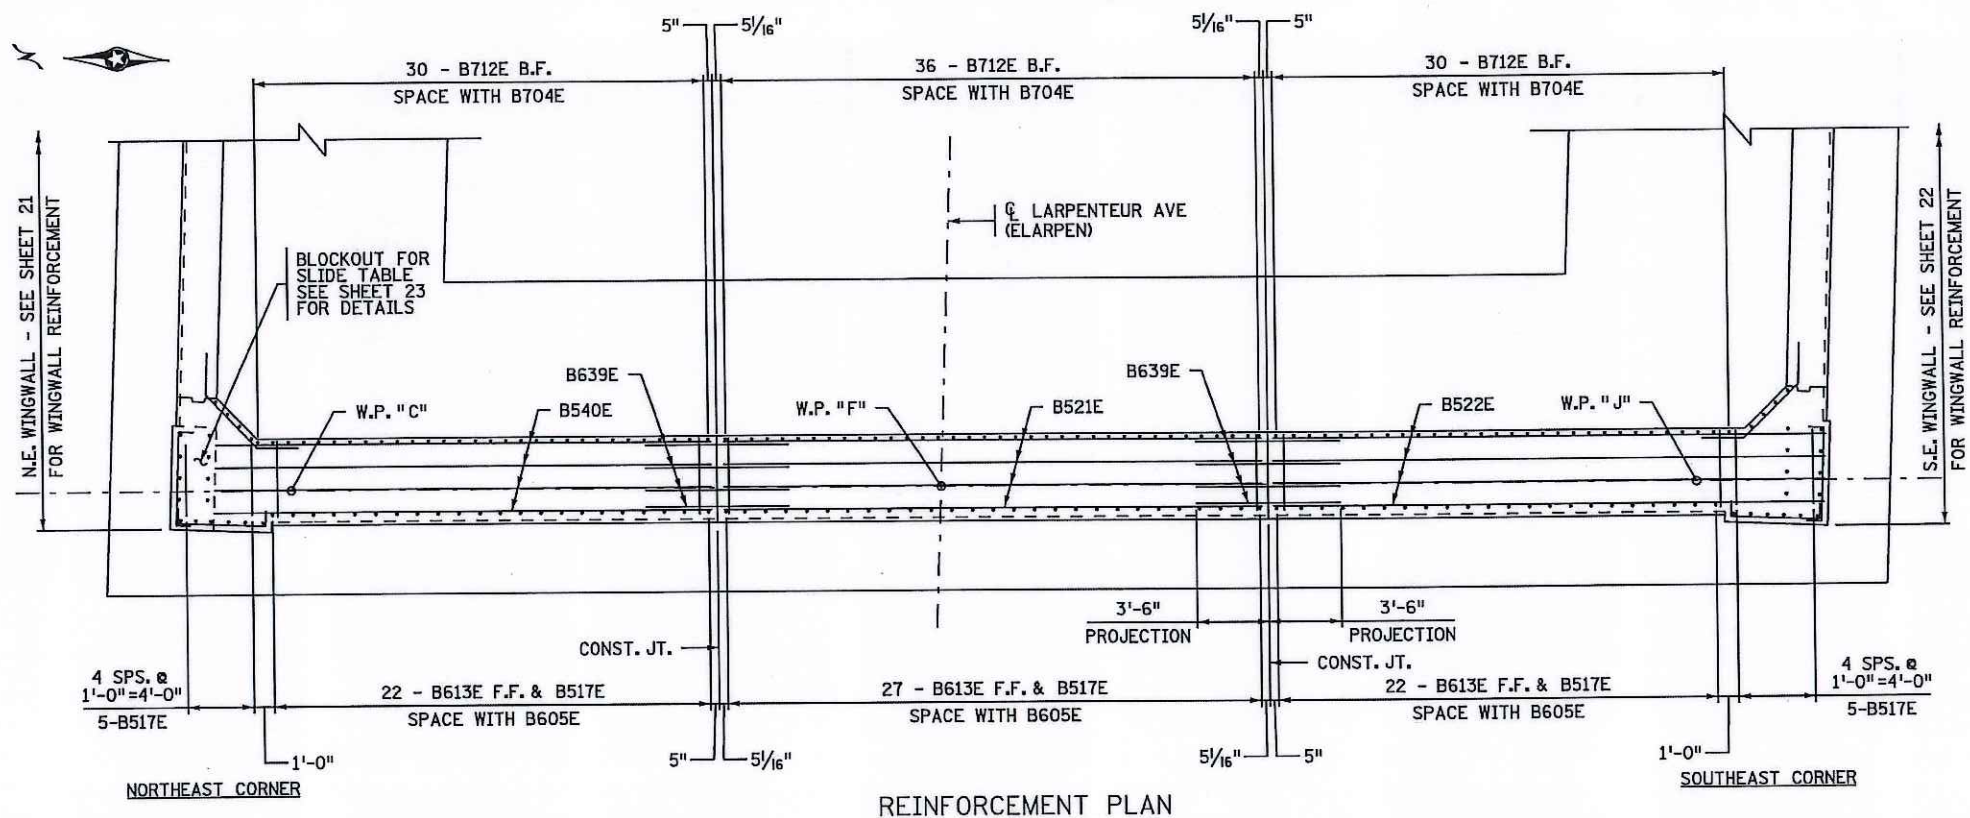 5" 5 1/16"
5 1/16" 5"
30 - B712E B.F.
SPACE WITH B704E
36 - B712E B.F.
SPACE WITH B704E
30 - B712E B.F.
SPACE WITH B704E
N.E. WINGWALL - SEE SHEET 21
FOR WINGWALL REINFORCEMENT
S.E. WINGWALL - SEE SHEET 22
FOR WINGWALL REINFORCEMENT
℄ LARPENTEUR AVE
(ELARPEN)
BLOCKOUT FOR
SLIDE TABLE
SEE SHEET 23
FOR DETAILS
B639E
B639E
W.P. "C"
B540E
W.P. "F"
B521E
B522E
W.P. "J"
3'-6"
PROJECTION
3'-6"
PROJECTION
CONST. JT.
CONST. JT.
4 SPS. @
1'-0"=4'-0"
5-B517E
22 - B613E F.F. & B517E
SPACE WITH B605E
27 - B613E F.F. & B517E
SPACE WITH B605E
22 - B613E F.F. & B517E
SPACE WITH B605E
4 SPS. @
1'-0"=4'-0"
5-B517E
1'-0"
5" 5 1/16"
5 1/16" 5"
1'-0"
NORTHEAST CORNER
SOUTHEAST CORNER
REINFORCEMENT PLAN